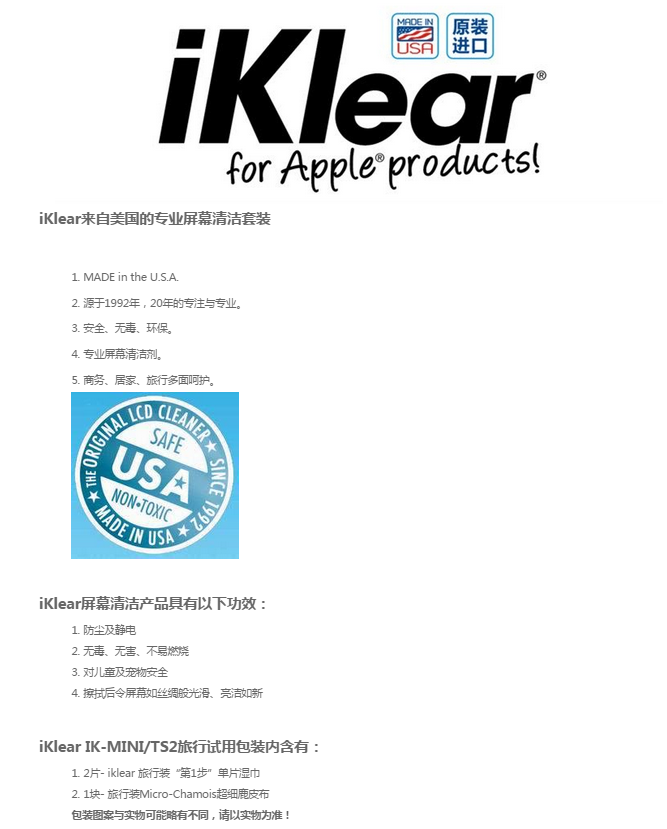 MADE IN
USA
原装
进口
iKlear®
for Apple® products!
iKlear来自美国的专业屏幕清洁套装
1. MADE in the U.S.A.
2. 源于1992年，20年的专注与专业。
3. 安全、无毒、环保。
4. 专业屏幕清洁剂。
5. 商务、居家、旅行多面呵护。
THE ORIGINAL LCD CLEANER ★ SINCE 1992 ★ MADE IN USA ★
SAFE
USA
NON•TOXIC
iKlear屏幕清洁产品具有以下功效：
1. 防尘及静电
2. 无毒、无害、不易燃烧
3. 对儿童及宠物安全
4. 擦拭后令屏幕如丝绸般光滑、亮洁如新
iKlear IK-MINI/TS2旅行试用包装内含有：
1. 2片- iklear 旅行装“第1步”单片湿巾
2. 1块- 旅行装Micro-Chamois超细鹿皮布
包装图案与实物可能略有不同，请以实物为准！